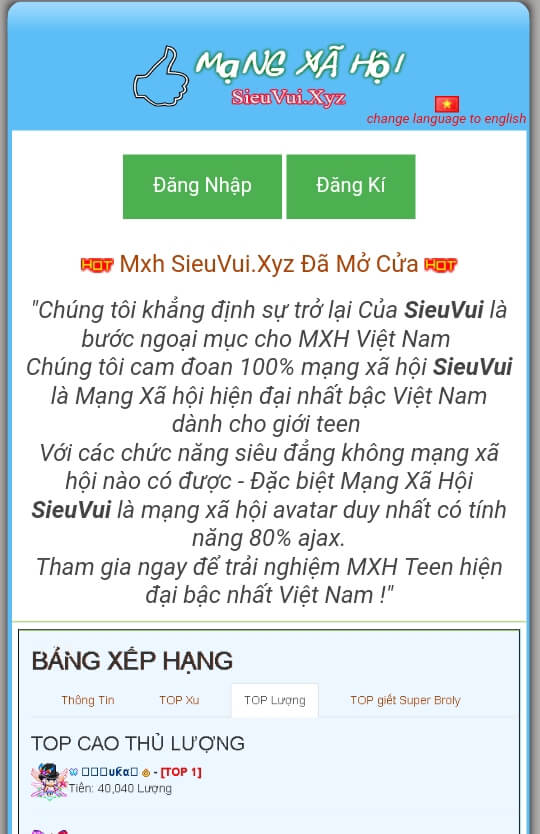 MạNG XÃ HộI
SieuVui.Xyz
change language to english
Đăng Nhập Đăng Kí
HOT Mxh SieuVui.Xyz Đã Mở Cửa HOT
"Chúng tôi khẳng định sự trở lại Của SieuVui là
bước ngoại mục cho MXH Việt Nam
Chúng tôi cam đoan 100% mạng xã hội SieuVui
là Mạng Xã hội hiện đại nhất bậc Việt Nam
dành cho giới teen
Với các chức năng siêu đẳng không mạng xã
hội nào có được - Đặc biệt Mạng Xã Hội
SieuVui là mạng xã hội avatar duy nhất có tính
năng 80% ajax.
Tham gia ngay để trải nghiệm MXH Teen hiện
đại bậc nhất Việt Nam !"
BẢNG XẾP HẠNG
Thông Tin TOP Xu TOP Lượng TOP giết Super Broly
TOP CAO THỦ LƯỢNG
- [TOP 1]
Tiền: 40,040 Lượng